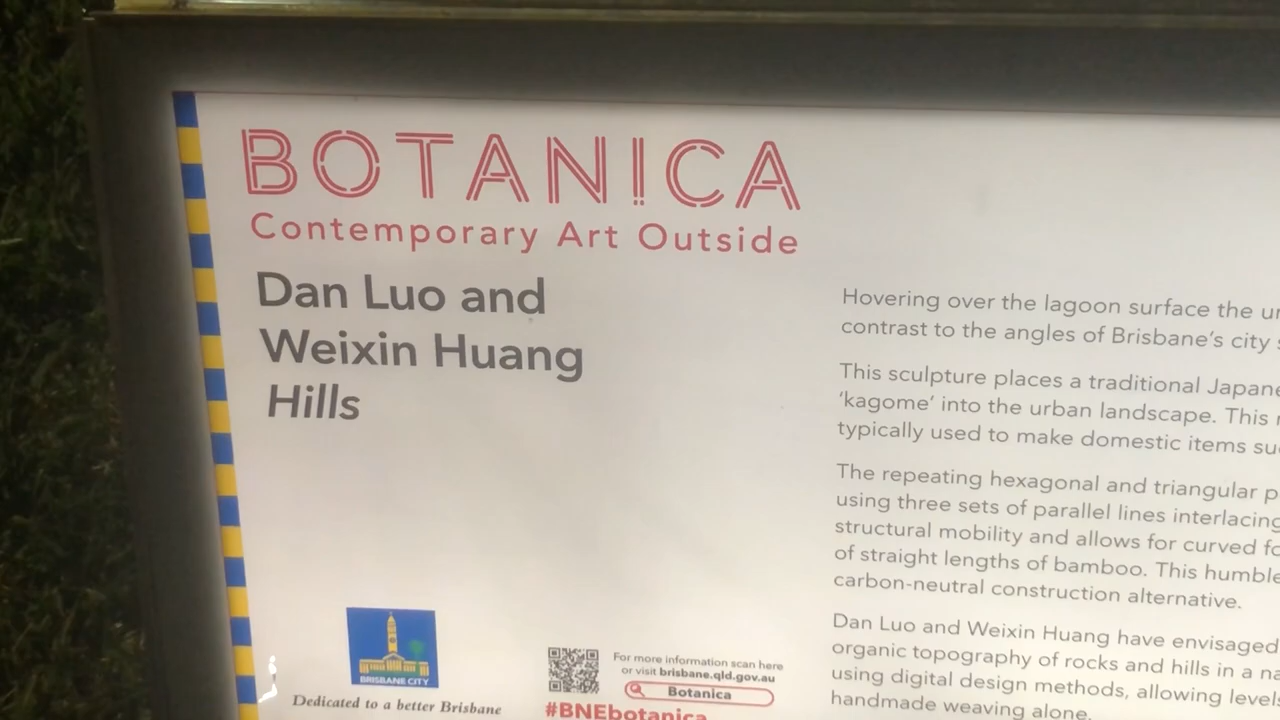 BOTANICA
Contemporary Art Outside
Dan Luo and
Weixin Huang
Hills
Hovering over the lagoon surface the
contrast to the angles of Brisbane's city
This sculpture places a traditional
'kagome' into the urban landscape. This
typically used to make domestic items
The repeating hexagonal and triangular
using three sets of parallel lines interlacing
structural mobility and allows for curved
of straight lengths of bamboo. This humble
carbon-neutral construction alternative.
Dan Luo and Weixin Huang have envisaged
organic topography of rocks and hills in a
using digital design methods, allowing
handmade weaving alone.
BRISBANE CITY
Dedicated to a better Brisbane
For more information scan here
or visit brisbane.qld.gov.au
Botanica
#BNEbotanica